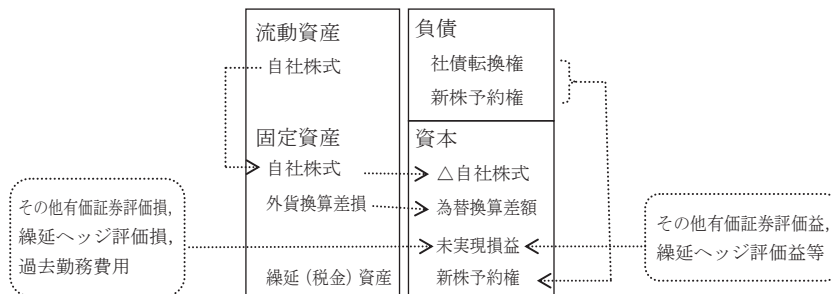 流動資産
自社株式
固定資産
自社株式
外貨換算差損
繰延（税金）資産
負債
社債転換権
新株予約権
資本
△自社株式
為替換算差額
未実現損益
新株予約権
その他有価証券評価損,
繰延ヘッジ評価損,
過去勤務費用
その他有価証券評価益,
繰延ヘッジ評価益等